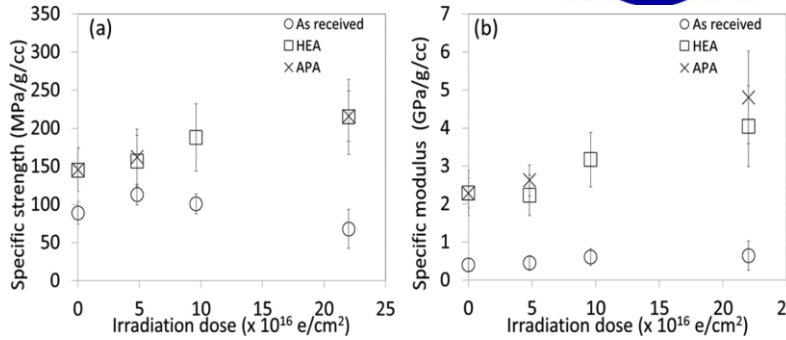 (a)
As received
HEA
APA
Specific strength (MPa/g/cc)
350
300
250
200
150
100
50
0
0 5 10 15 20 25
Irradiation dose (x 10¹⁶ e/cm²)
(b)
As received
HEA
APA
Specific modulus (GPa/g/cc)
7
6
5
4
3
2
1
0
0 5 10 15 20 25
Irradiation dose (x 10¹⁶ e/cm²)